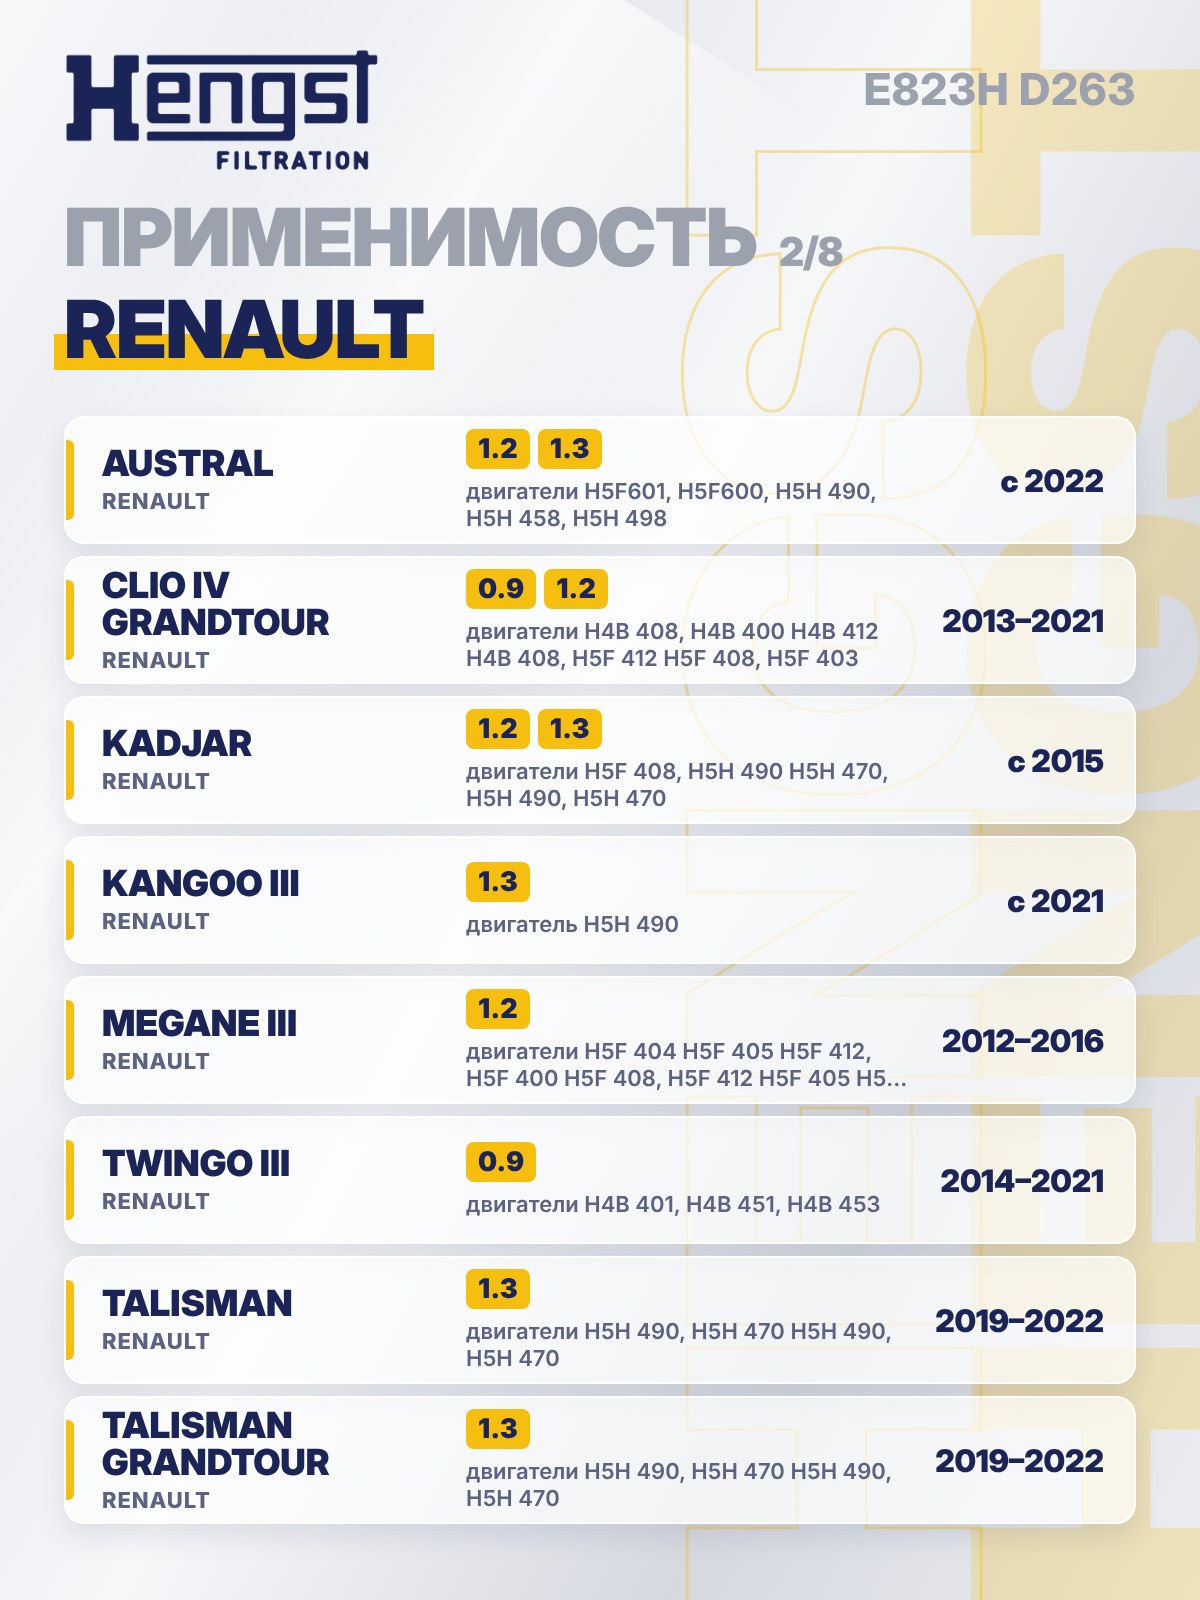 Hengst
FILTRATION
E823H D263
ПРИМЕНИМОСТЬ 2/8
RENAULT
AUSTRAL
RENAULT
1.2 1.3
двигатели H5F601, H5F600, H5H 490,
H5H 458, H5H 498
с 2022
CLIO IV
GRANDTOUR
RENAULT
0.9 1.2
двигатели H4B 408, H4B 400 H4B 412
H4B 408, H5F 412 H5F 408, H5F 403
2013–2021
KADJAR
RENAULT
1.2 1.3
двигатели H5F 408, H5H 490 H5H 470,
H5H 490, H5H 470
с 2015
KANGOO III
RENAULT
1.3
двигатель H5H 490
с 2021
MEGANE III
RENAULT
1.2
двигатели H5F 404 H5F 405 H5F 412,
H5F 400 H5F 408, H5F 412 H5F 405 H5...
2012–2016
TWINGO III
RENAULT
0.9
двигатели H4B 401, H4B 451, H4B 453
2014–2021
TALISMAN
RENAULT
1.3
двигатели H5H 490, H5H 470 H5H 490,
H5H 470
2019–2022
TALISMAN
GRANDTOUR
RENAULT
1.3
двигатели H5H 490, H5H 470 H5H 490,
H5H 470
2019–2022
HENGST
HENGST